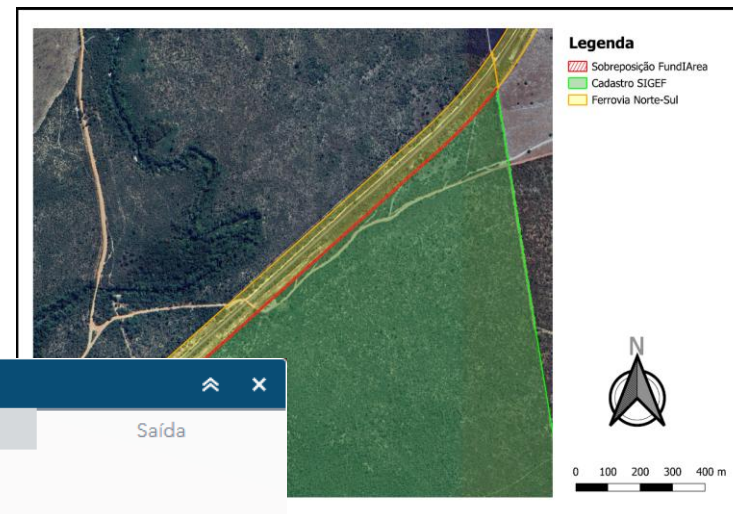 Legenda
Sobreposição FundIArea
Cadastro SIGEF
Ferrovia Norte-Sul
N
Saída
0 100 200 300 400 m